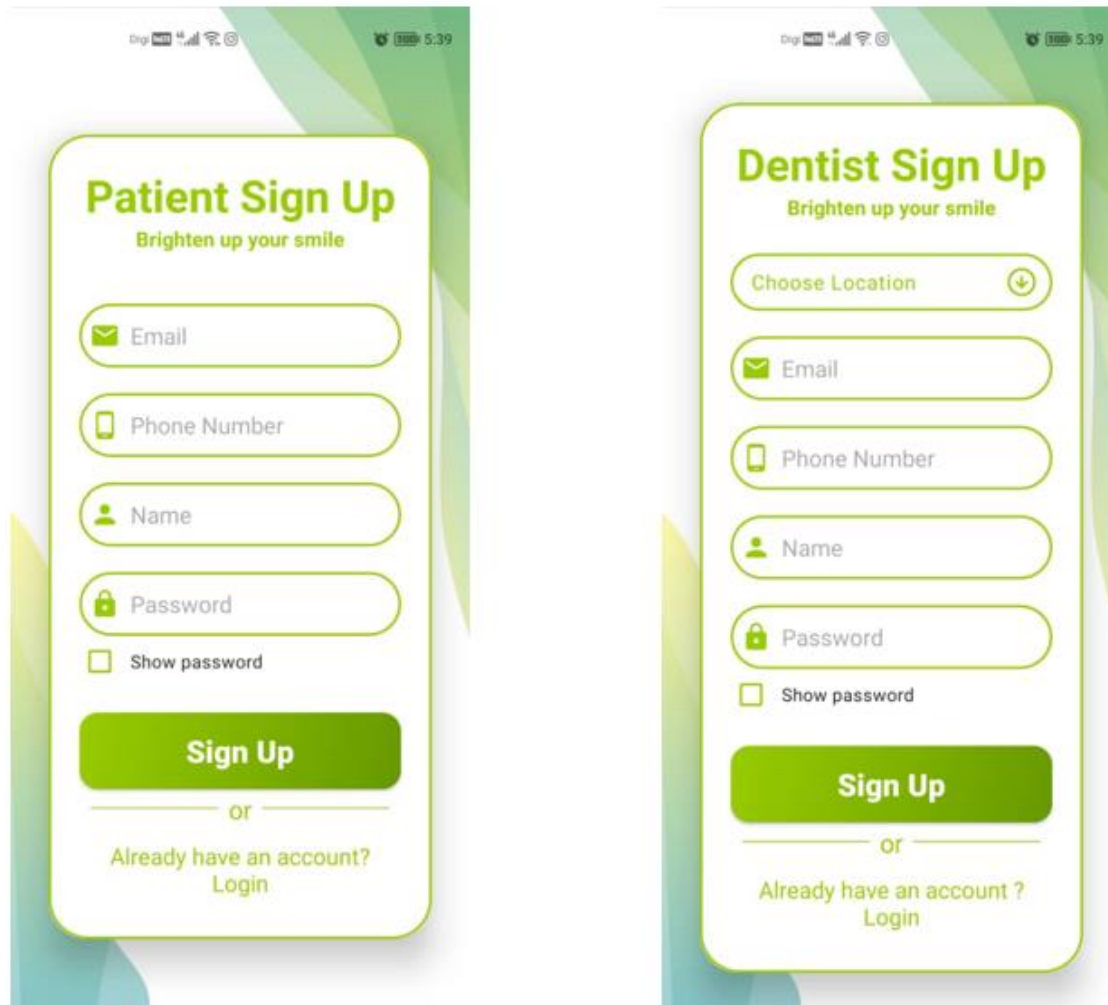 Digi 5:39
Patient Sign Up
Brighten up your smile
Email
Phone Number
Name
Password
Show password
Sign Up
or
Already have an account?
Login
Digi 5:39
Dentist Sign Up
Brighten up your smile
Choose Location
Email
Phone Number
Name
Password
Show password
Sign Up
or
Already have an account ?
Login